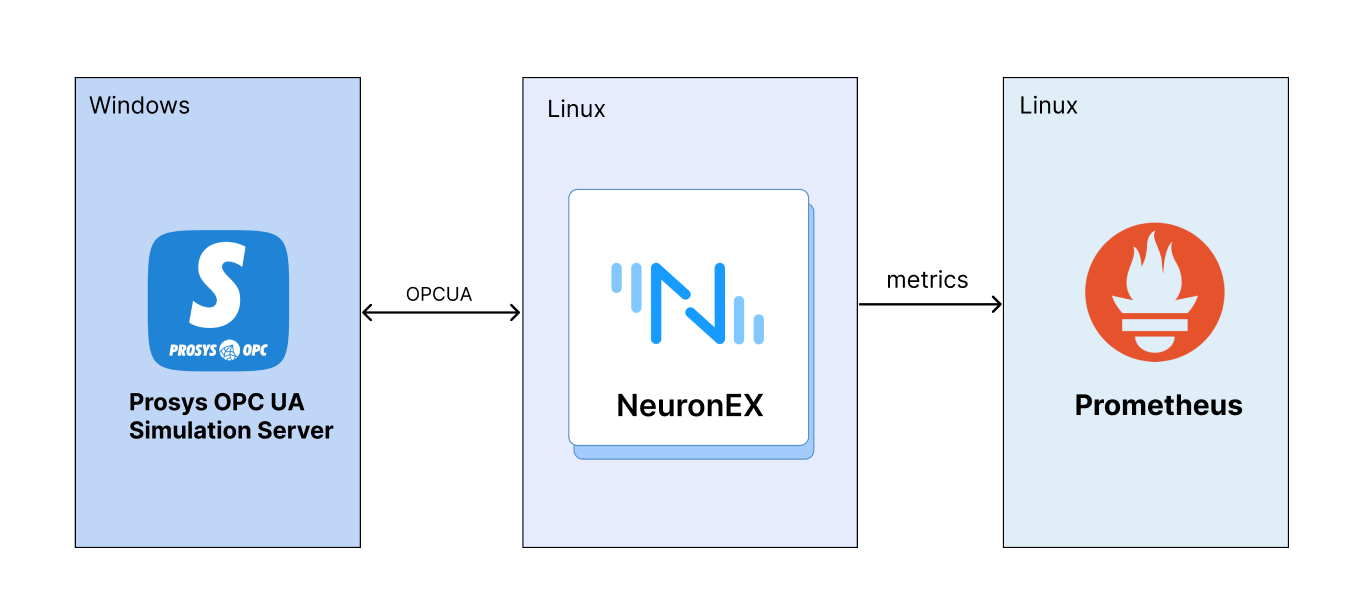 Windows
PROSYS OPC
Prosys OPC UA
Simulation Server
OPCUA
Linux
NeuronEX
metrics
Linux
Prometheus